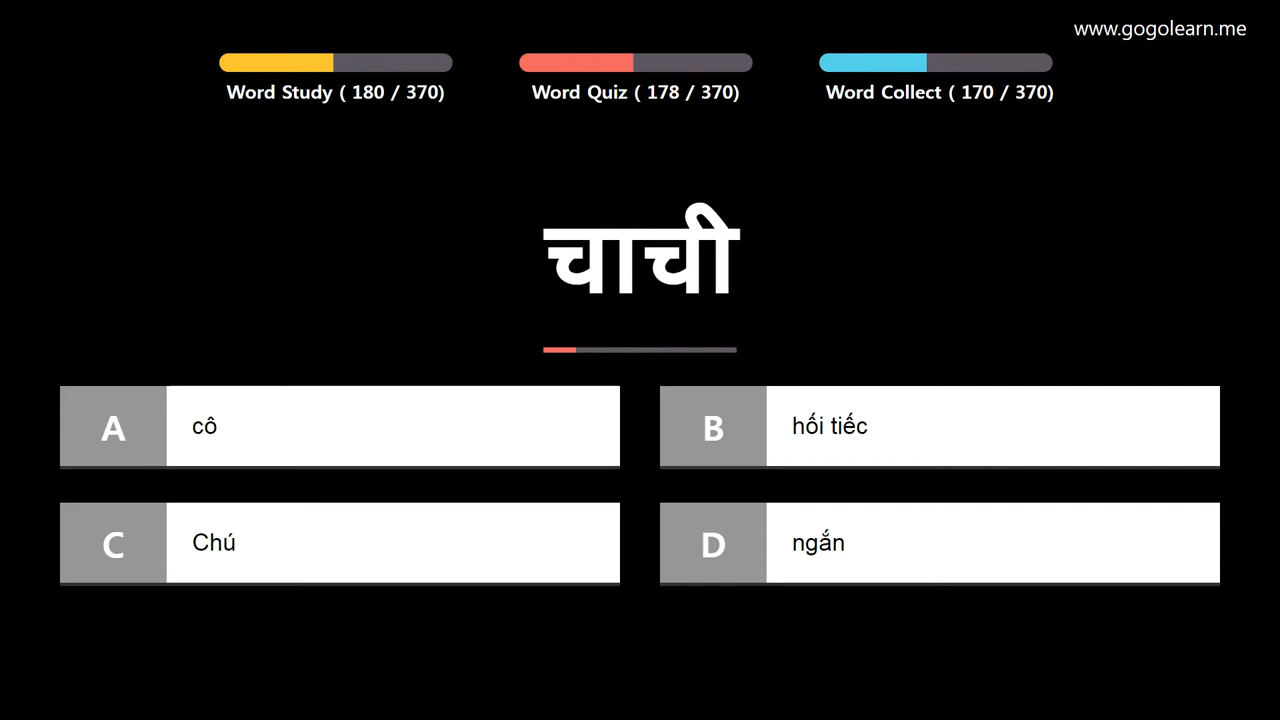 www.gogolearn.me
Word Study ( 180 / 370)
Word Quiz ( 178 / 370)
Word Collect ( 170 / 370)
चाची
A cô
B hối tiếc
C Chú
D ngắn